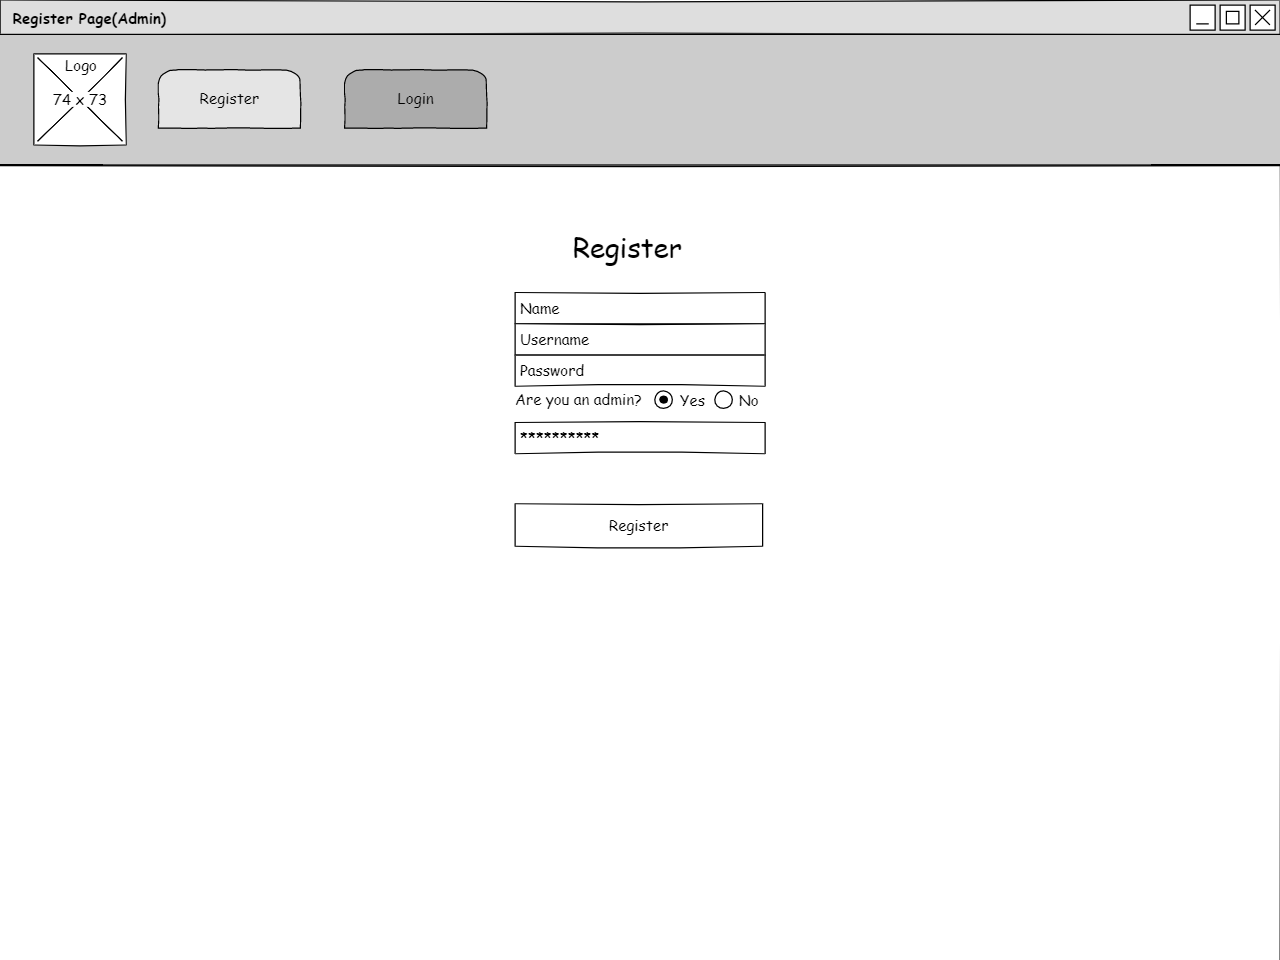 Register Page(Admin)
Logo
74 x 73
Register
Login
Register
Name
Username
Password
Are you an admin? Yes No
**********
Register